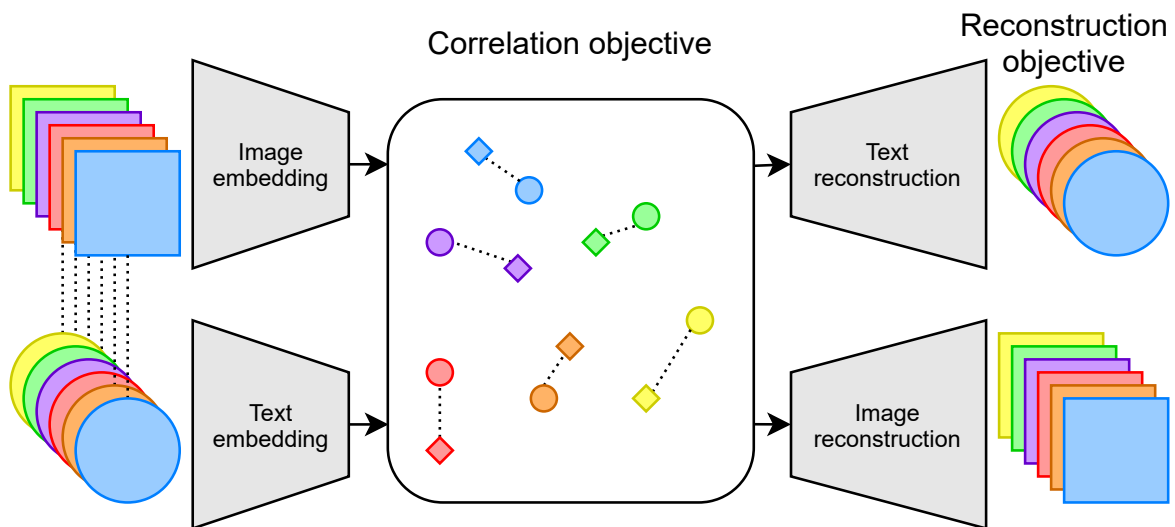 Correlation objective
Reconstruction
objective
Image
embedding
Text
reconstruction
Text
embedding
Image
reconstruction